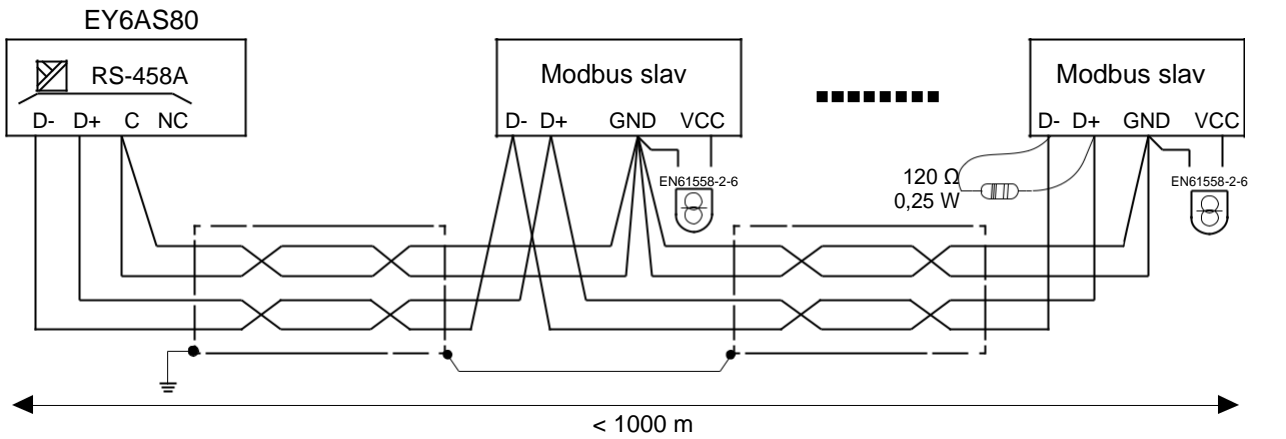 EY6AS80
RS-458A
D- D+ C NC
Modbus slav
D- D+ GND VCC
EN61558-2-6
Modbus slav
D- D+ GND VCC
EN61558-2-6
120 Ω
0,25 W
< 1000 m